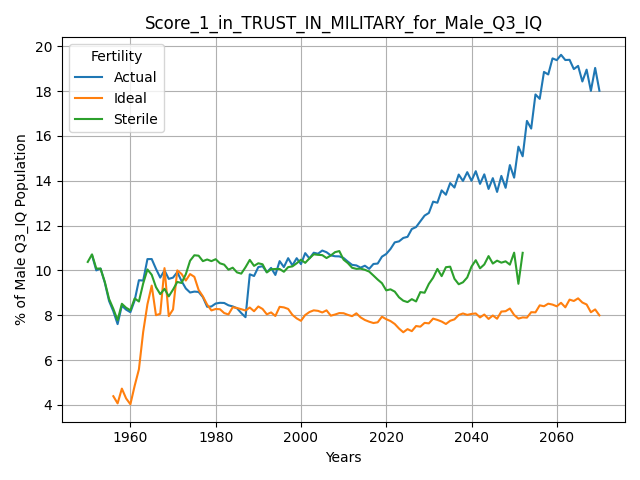 Score_1_in_TRUST_IN_MILITARY_for_Male_Q3_IQ
Fertility
Actual
Ideal
Sterile
% of Male Q3_IQ Population
20
18
16
14
12
10
8
6
4
1960
1980
2000
2020
2040
2060
Years